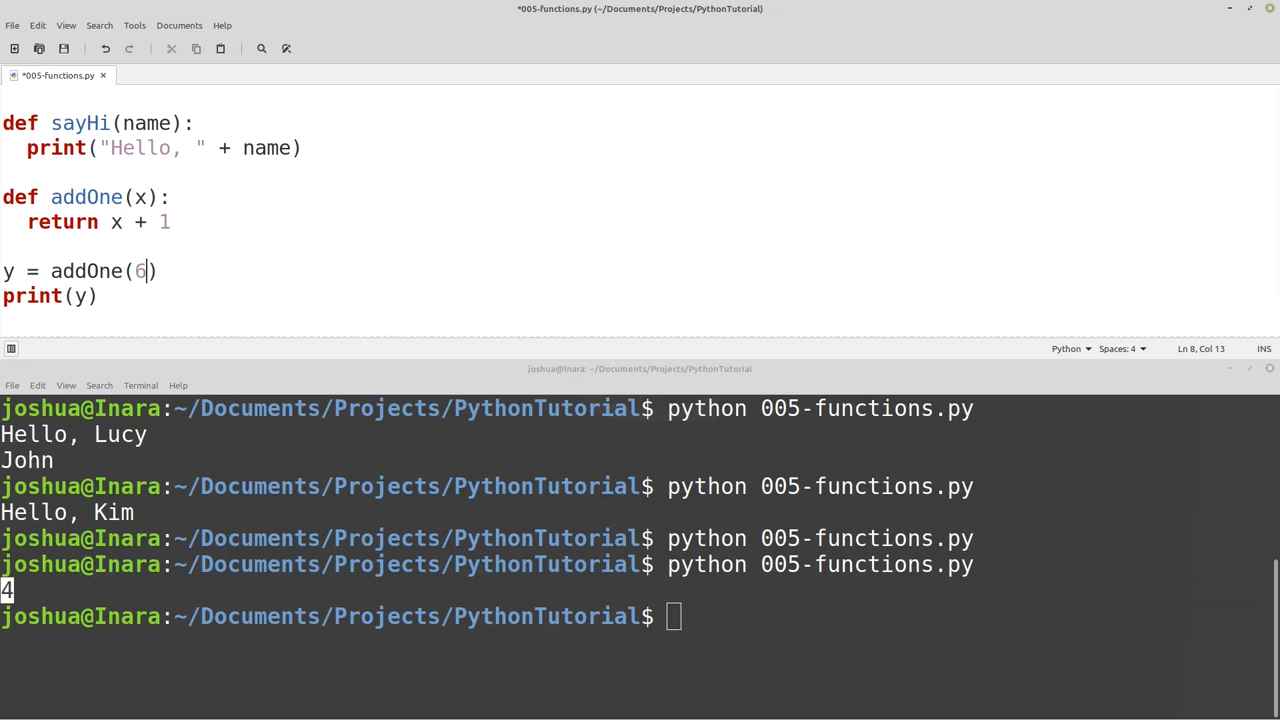 *005-functions.py (~/Documents/Projects/PythonTutorial)
File Edit View Search Tools Documents Help
*005-functions.py ×
def sayHi(name):
  print("Hello, " + name)
def addOne(x):
  return x + 1
y = addOne(6)
print(y)
Python Spaces: 4 Ln 8, Col 13 INS
joshua@Inara: ~/Documents/Projects/PythonTutorial
File Edit View Search Terminal Help
joshua@Inara:~/Documents/Projects/PythonTutorial$ python 005-functions.py
Hello, Lucy
John
joshua@Inara:~/Documents/Projects/PythonTutorial$ python 005-functions.py
Hello, Kim
joshua@Inara:~/Documents/Projects/PythonTutorial$ python 005-functions.py
joshua@Inara:~/Documents/Projects/PythonTutorial$ python 005-functions.py
4
joshua@Inara:~/Documents/Projects/PythonTutorial$